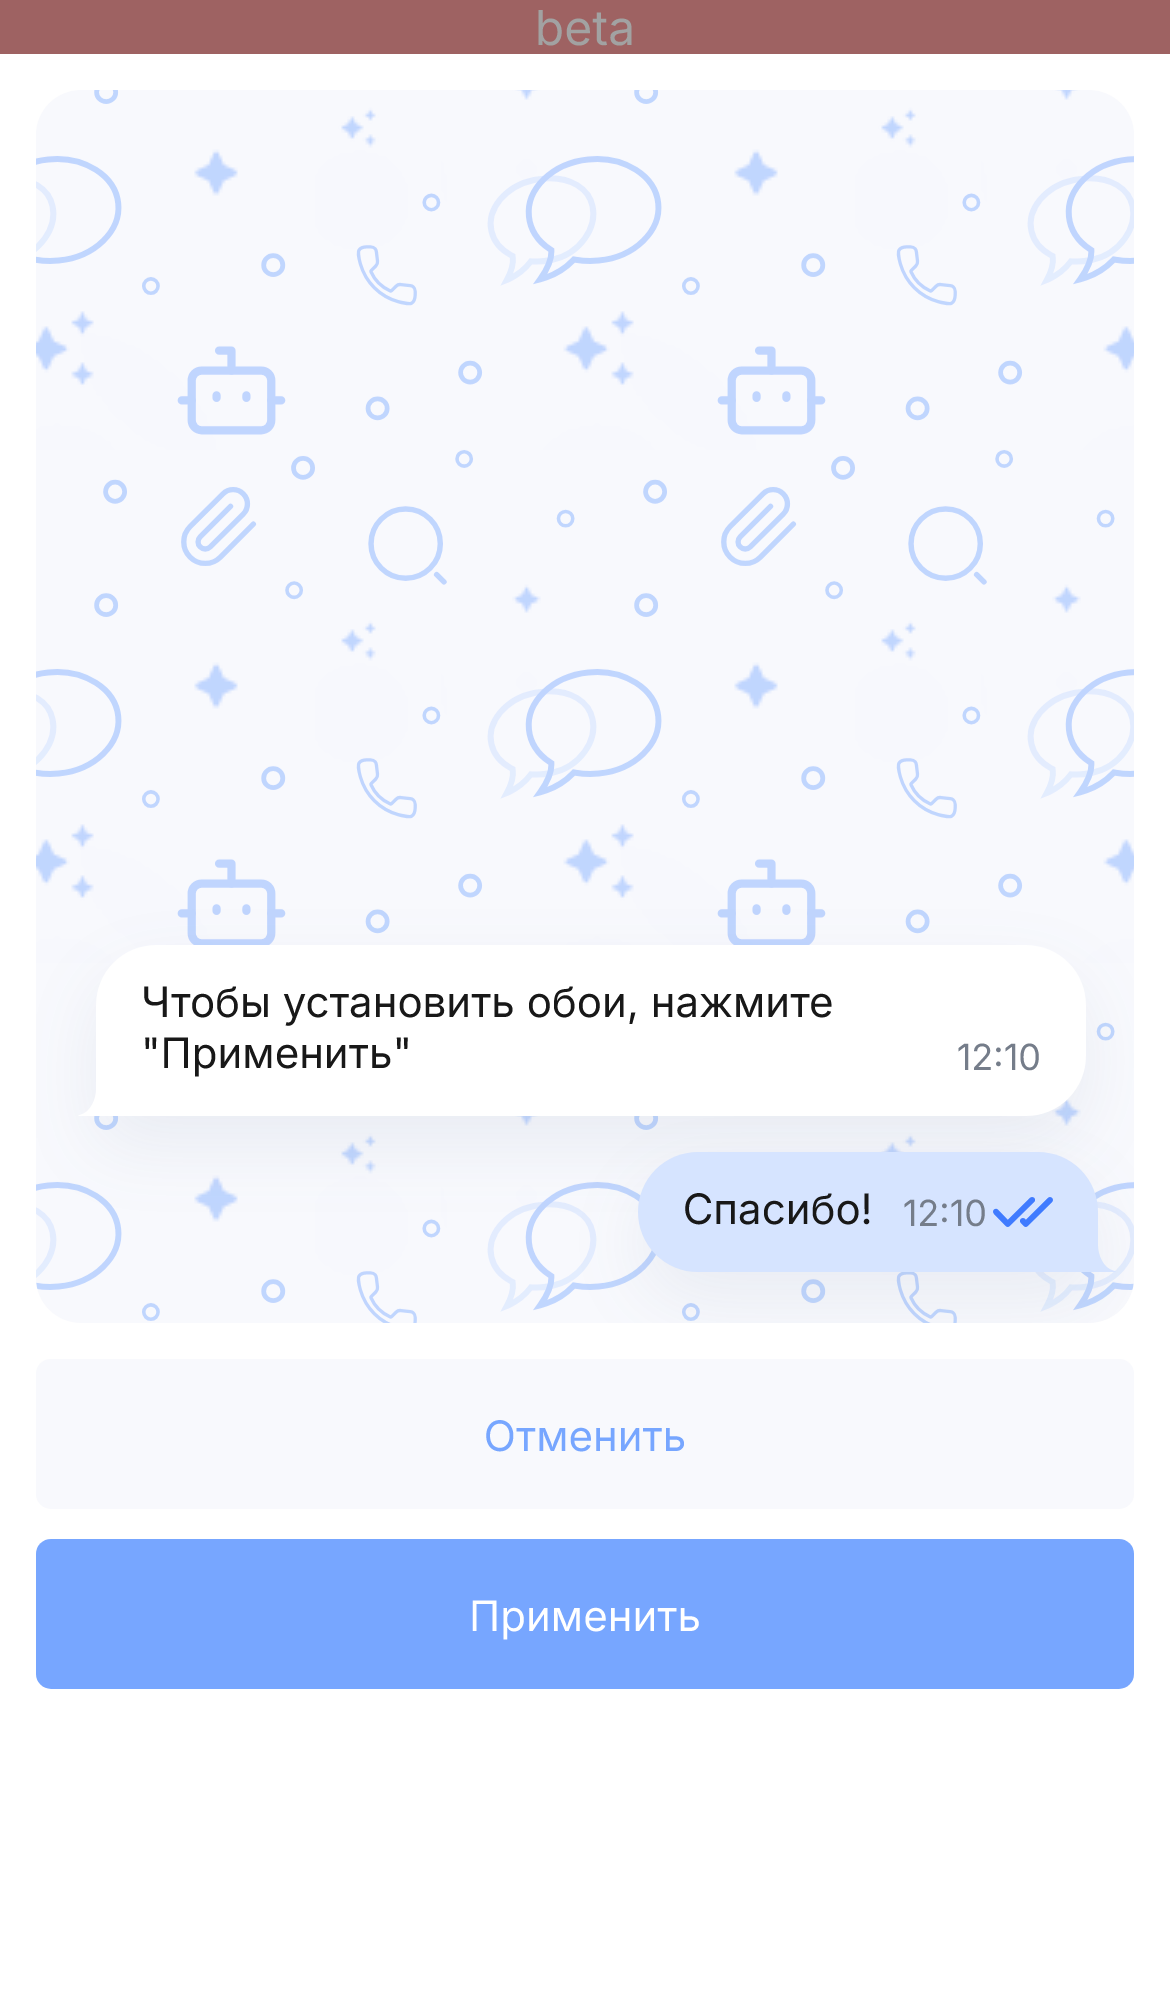 beta
Чтобы установить обои, нажмите
"Применить"
12:10
Спасибо! 12:10
Отменить
Применить